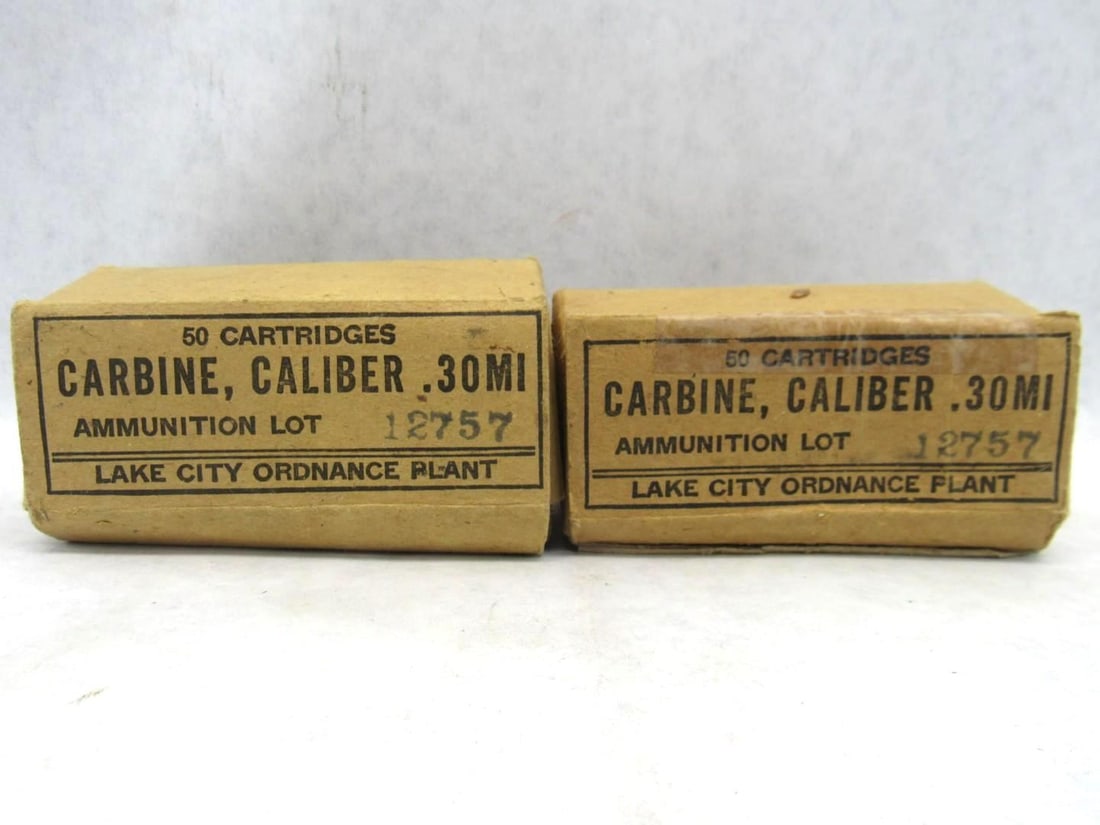 50 CARTRIDGES
CARBINE, CALIBER .30MI
AMMUNITION LOT 12757
LAKE CITY ORDNANCE PLANT
50 CARTRIDGES
CARBINE, CALIBER .30MI
AMMUNITION LOT 12757
LAKE CITY ORDNANCE PLANT